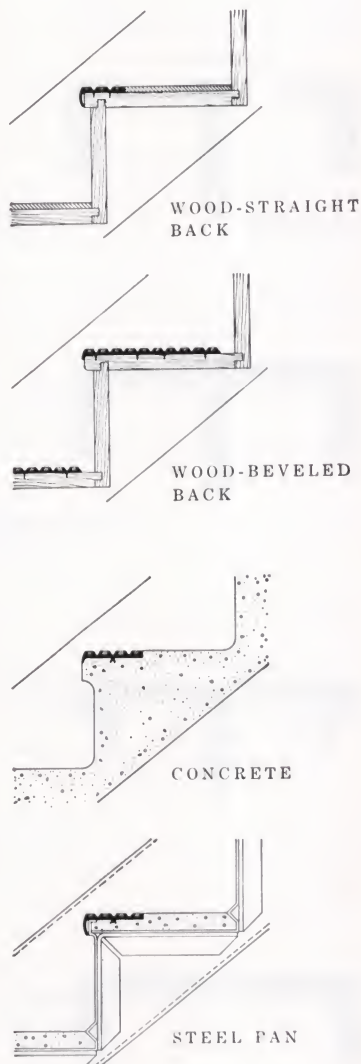 WOOD-STRAIGHT
BACK
WOOD-BEVELED
BACK
CONCRETE
STEEL PAN